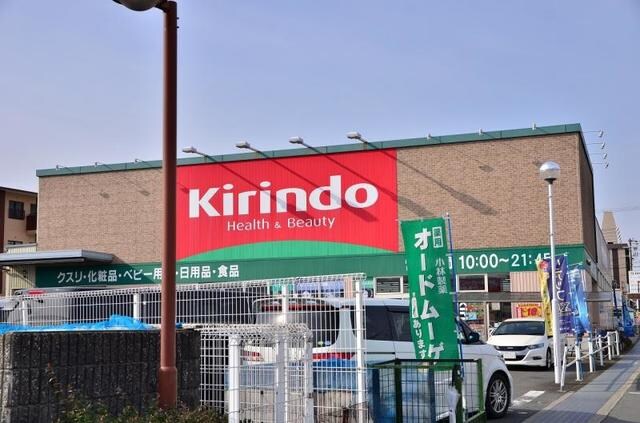 Kirindo
Health & Beauty
クスリ・化粧品・ベビー用品・日用品・食品
10:00～21:45
小林製薬
オードムーゲ
あります